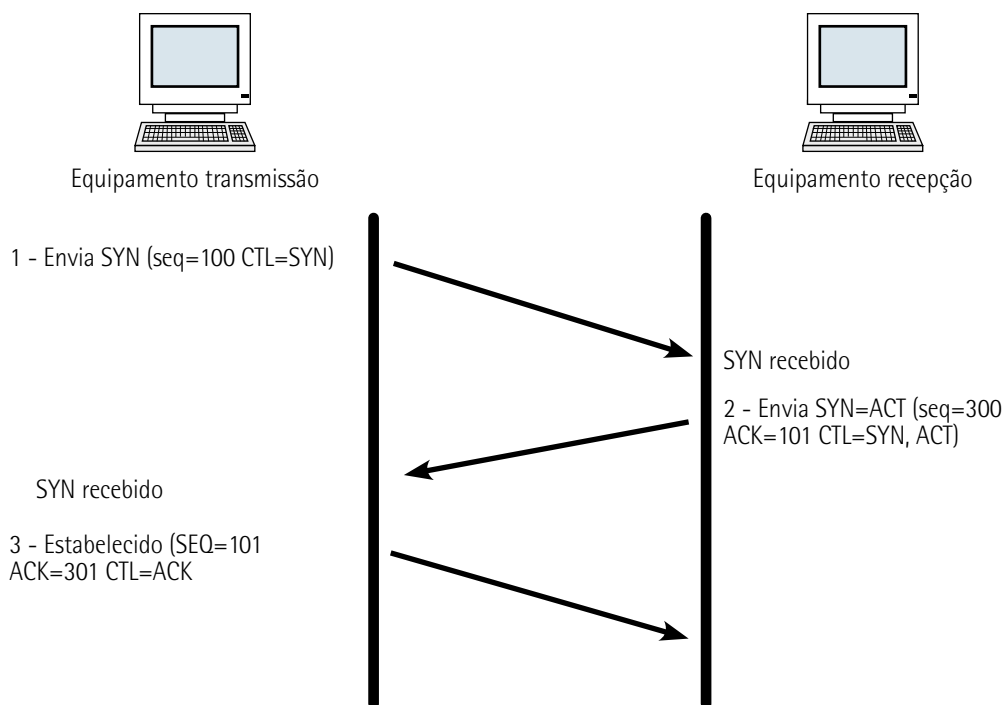 Equipamento transmissão
Equipamento recepção
1 - Envia SYN (seq=100 CTL=SYN)
SYN recebido
2 - Envia SYN=ACT (seq=300
ACK=101 CTL=SYN, ACT)
SYN recebido
3 - Estabelecido (SEQ=101
ACK=301 CTL=ACK